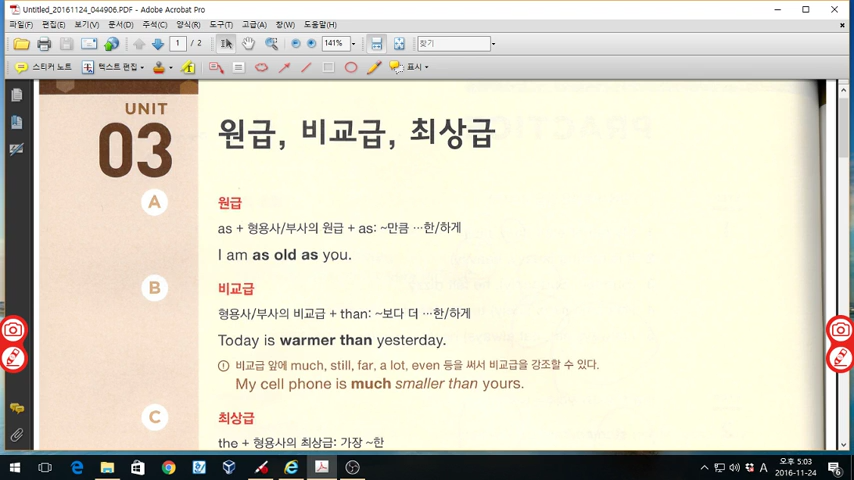 Untitled_20161124_044906.PDF - Adobe Acrobat Pro
파일(F) 편집(E) 보기(V) 문서(D) 주석(C) 양식(R) 도구(T) 고급(A) 창(W) 도움말(H)
1 / 2 141% 찾기
스티커 노트 텍스트 편집 표시
UNIT
03
원급, 비교급, 최상급
A
원급
as + 형용사/부사의 원급 + as: ~만큼 …한/하게
I am as old as you.
B
비교급
형용사/부사의 비교급 + than: ~보다 더 …한/하게
Today is warmer than yesterday.
비교급 앞에 much, still, far, a lot, even 등을 써서 비교급을 강조할 수 있다.
My cell phone is much smaller than yours.
C
최상급
the + 형용사의 최상급: 가장 ~한
A 오후 5:03
2016-11-24
6